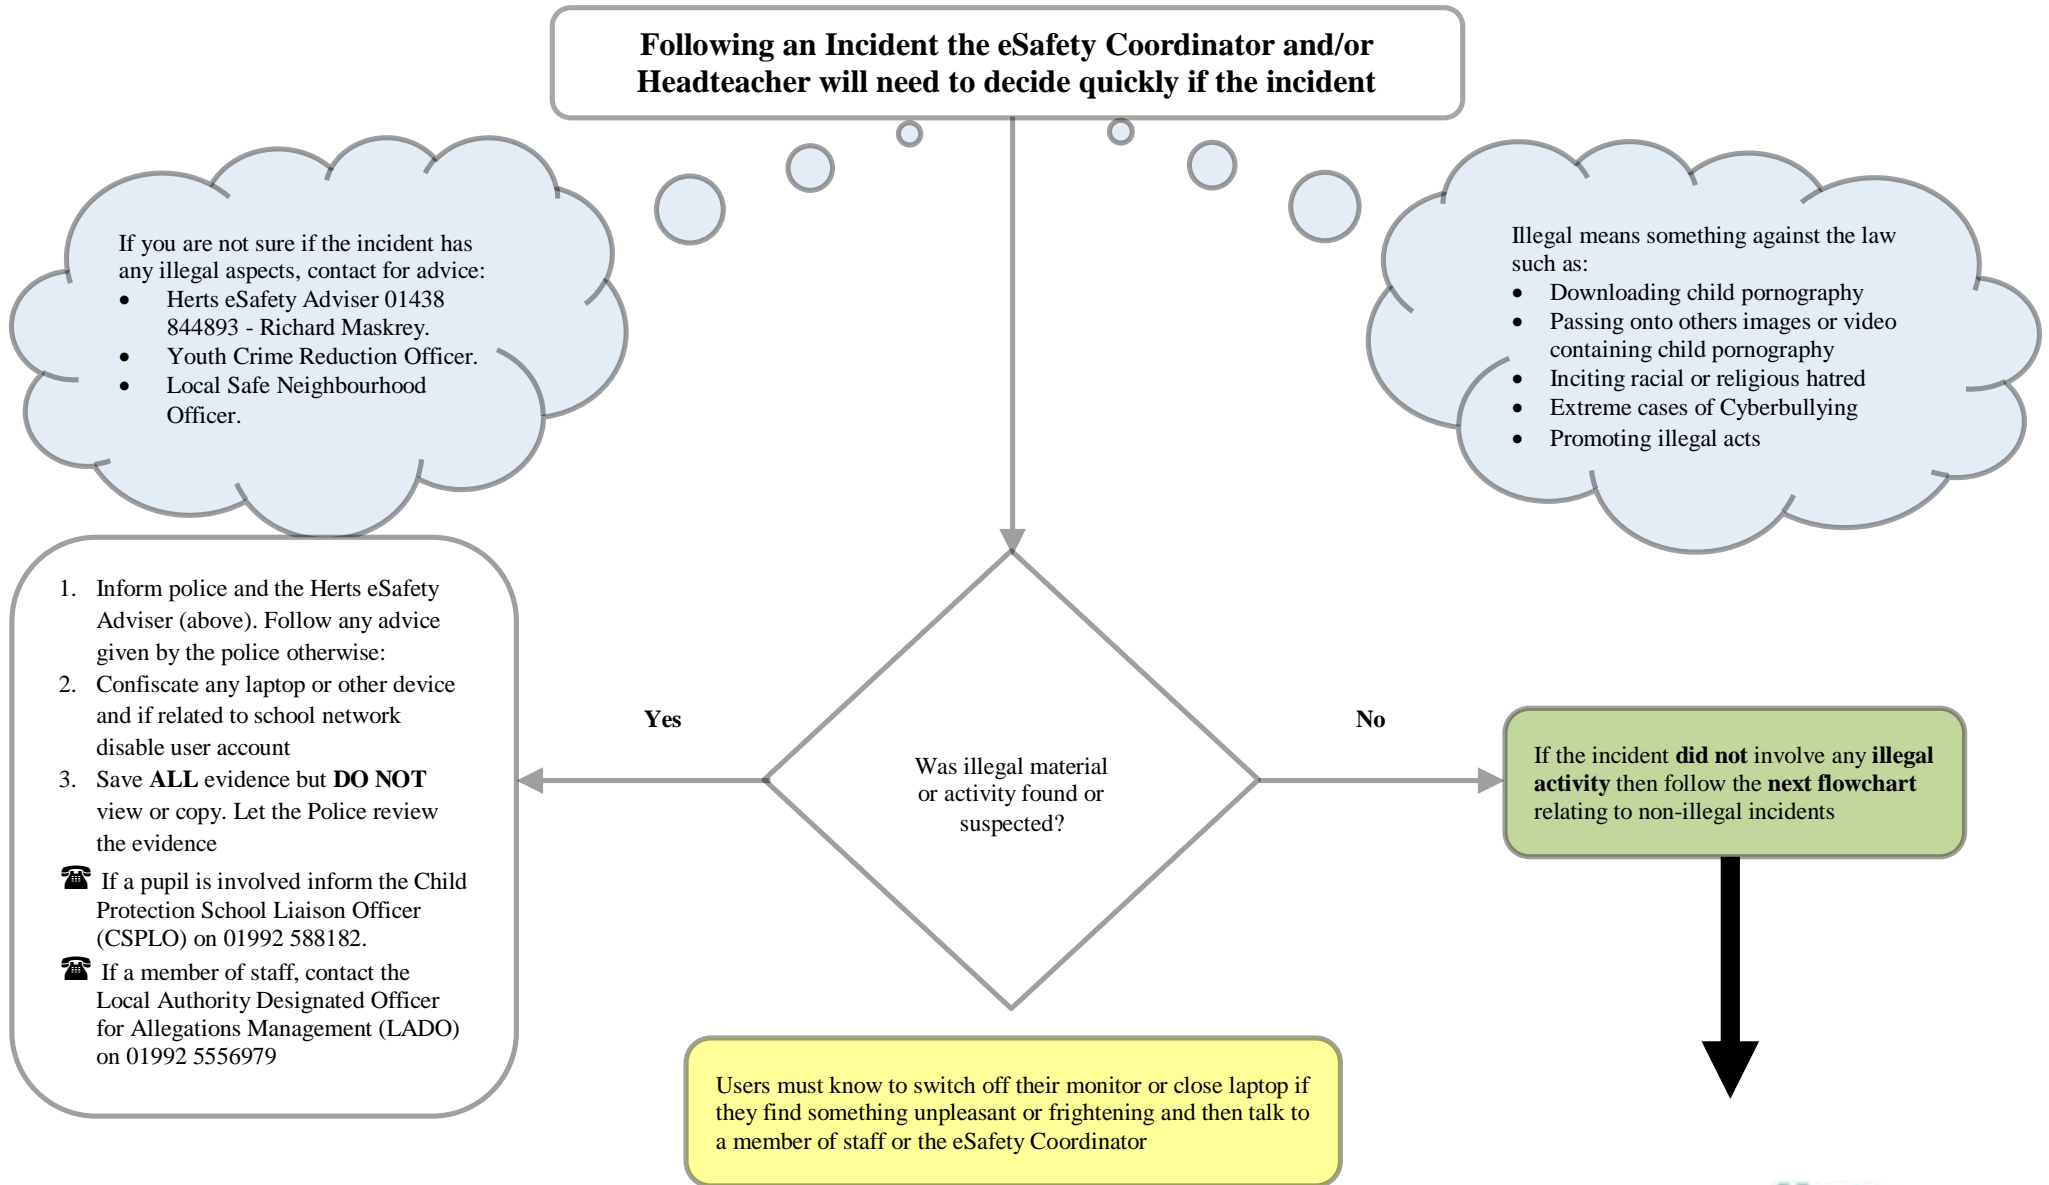 Following an Incident the eSafety Coordinator and/or
Headteacher will need to decide quickly if the incident
If you are not sure if the incident has
any illegal aspects, contact for advice:
• Herts eSafety Adviser 01438
844893 - Richard Maskrey.
• Youth Crime Reduction Officer.
• Local Safe Neighbourhood
Officer.
Illegal means something against the law
such as:
• Downloading child pornography
• Passing onto others images or video
containing child pornography
• Inciting racial or religious hatred
• Extreme cases of Cyberbullying
• Promoting illegal acts
1. Inform police and the Herts eSafety
Adviser (above). Follow any advice
given by the police otherwise:
2. Confiscate any laptop or other device
and if related to school network
disable user account
3. Save ALL evidence but DO NOT
view or copy. Let the Police review
the evidence
☎ If a pupil is involved inform the Child
Protection School Liaison Officer
(CSPLO) on 01992 588182.
☎ If a member of staff, contact the
Local Authority Designated Officer
for Allegations Management (LADO)
on 01992 5556979
Yes
Was illegal material
or activity found or
suspected?
No
If the incident did not involve any illegal
activity then follow the next flowchart
relating to non-illegal incidents
Users must know to switch off their monitor or close laptop if
they find something unpleasant or frightening and then talk to
a member of staff or the eSafety Coordinator